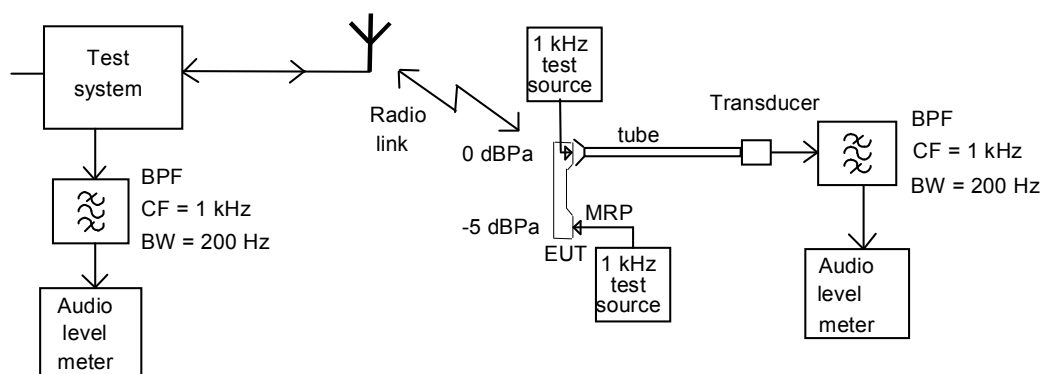 Test
system
BPF
CF = 1 kHz
BW = 200 Hz
Audio
level
meter
Radio
link
1 kHz
test
source
0 dBPa
-5 dBPa
MRP
EUT
1 kHz
test
source
tube
Transducer
BPF
CF = 1 kHz
BW = 200 Hz
Audio
level
meter